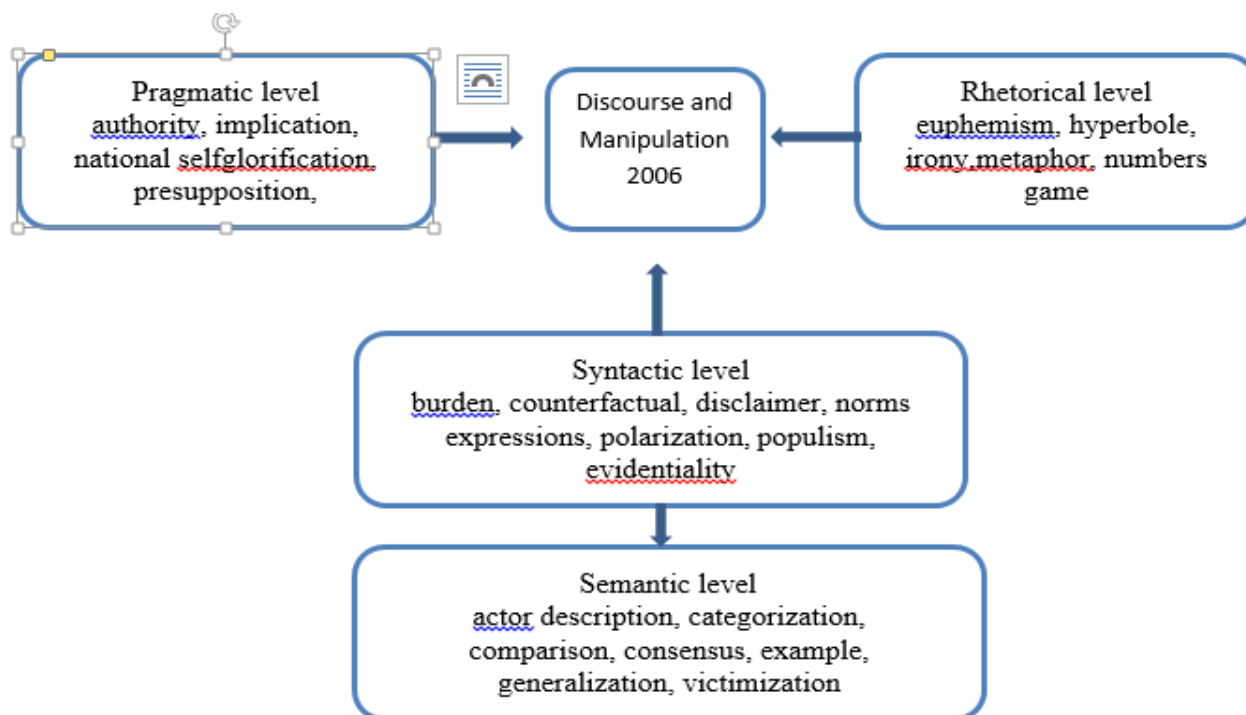 Pragmatic level
authority, implication,
national selfglorification,
presupposition,
Discourse and
Manipulation
2006
Rhetorical level
euphemism, hyperbole,
irony,metaphor, numbers
game
Syntactic level
burden, counterfactual, disclaimer, norms
expressions, polarization, populism,
evidentiality
Semantic level
actor description, categorization,
comparison, consensus, example,
generalization, victimization